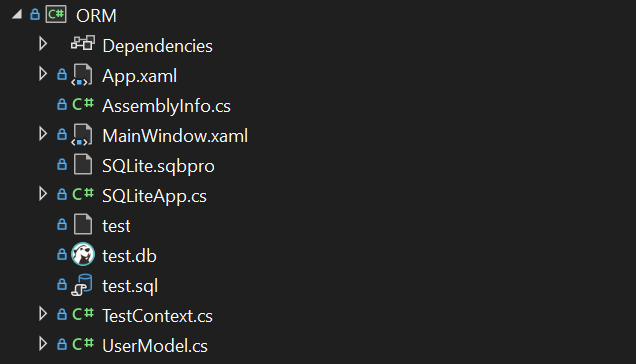 C# ORM
Dependencies
App.xaml
C# AssemblyInfo.cs
MainWindow.xaml
SQLite.sqbpro
C# SQLiteApp.cs
test
test.db
test.sql
C# TestContext.cs
C# UserModel.cs